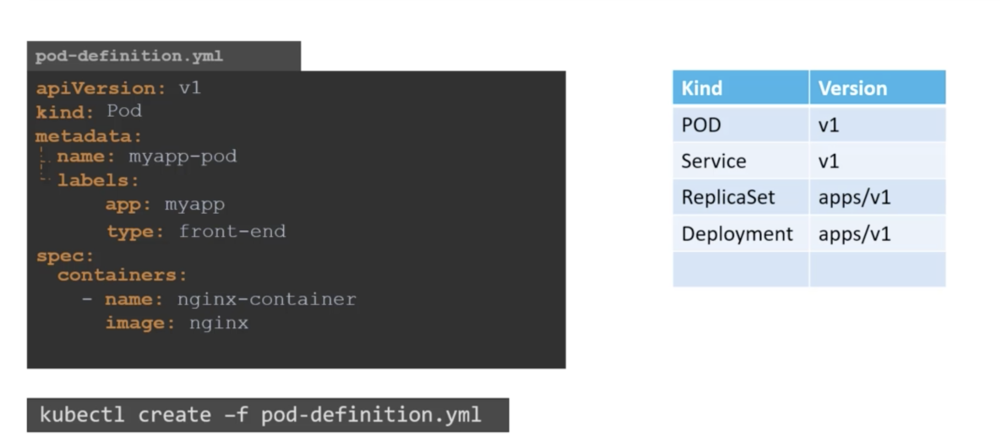 pod-definition.yml
apiVersion: v1
kind: Pod
metadata:
name: myapp-pod
labels:
app: myapp
type: front-end
spec:
containers:
- name: nginx-container
image: nginx
kubectl create –f pod-definition.yml
Kind Version
POD v1
Service v1
ReplicaSet apps/v1
Deployment apps/v1